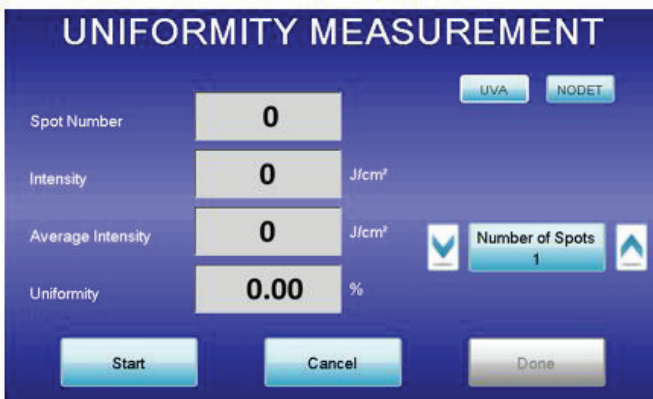 UNIFORMITY MEASUREMENT
UVA NODET
Spot Number 0
Intensity 0 J/cm²
Average Intensity 0 J/cm²
Number of Spots
1
Uniformity 0.00 %
Start Cancel Done